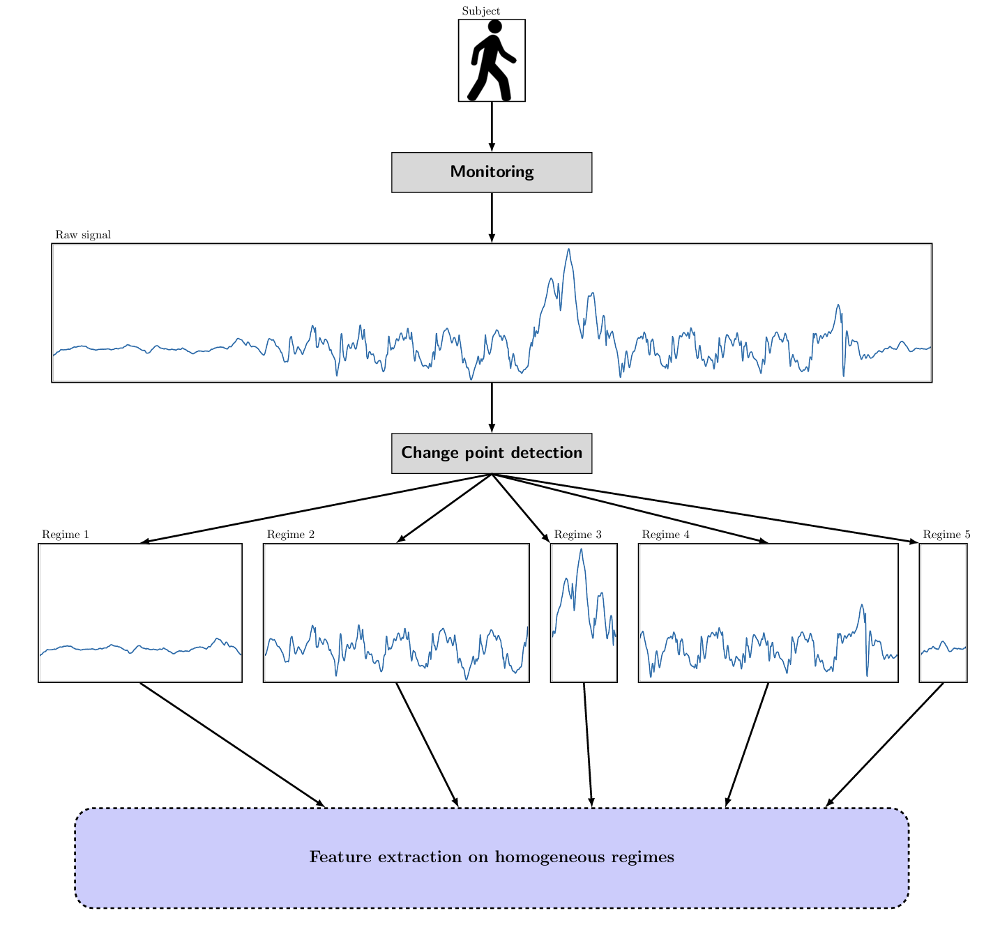 Subject
Monitoring
Raw signal
Change point detection
Regime 1
Regime 2
Regime 3
Regime 4
Regime 5
Feature extraction on homogeneous regimes